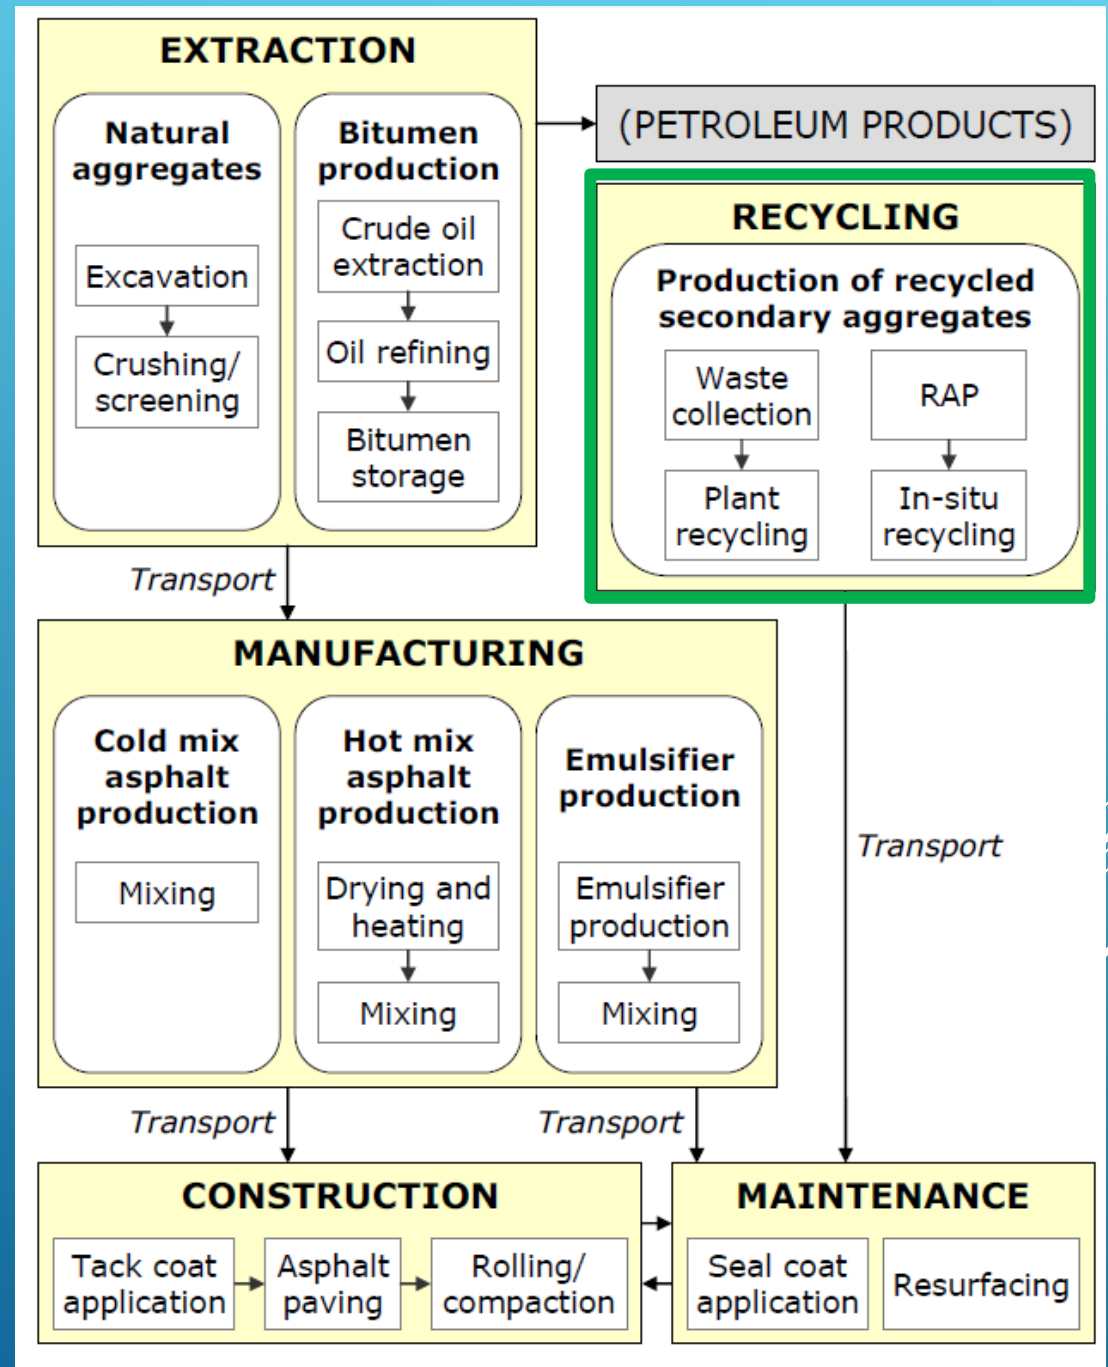 EXTRACTION
Natural
aggregates
Excavation
Crushing/
screening
Bitumen
production
Crude oil
extraction
Oil refining
Bitumen
storage
(PETROLEUM PRODUCTS)
RECYCLING
Production of recycled
secondary aggregates
Waste
collection
Plant
recycling
RAP
In-situ
recycling
Transport
MANUFACTURING
Cold mix
asphalt
production
Mixing
Hot mix
asphalt
production
Drying and
heating
Mixing
Emulsifier
production
Emulsifier
production
Mixing
Transport
Transport
Transport
CONSTRUCTION
Tack coat
application
Asphalt
paving
Rolling/
compaction
MAINTENANCE
Seal coat
application
Resurfacing